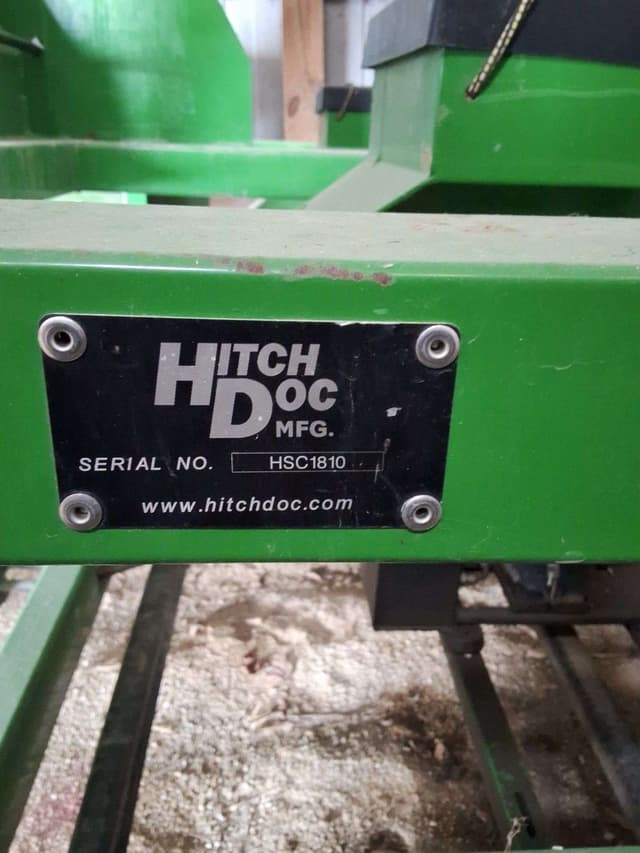 HITCH
DOC
MFG.
SERIAL NO. HSC1810
www.hitchdoc.com